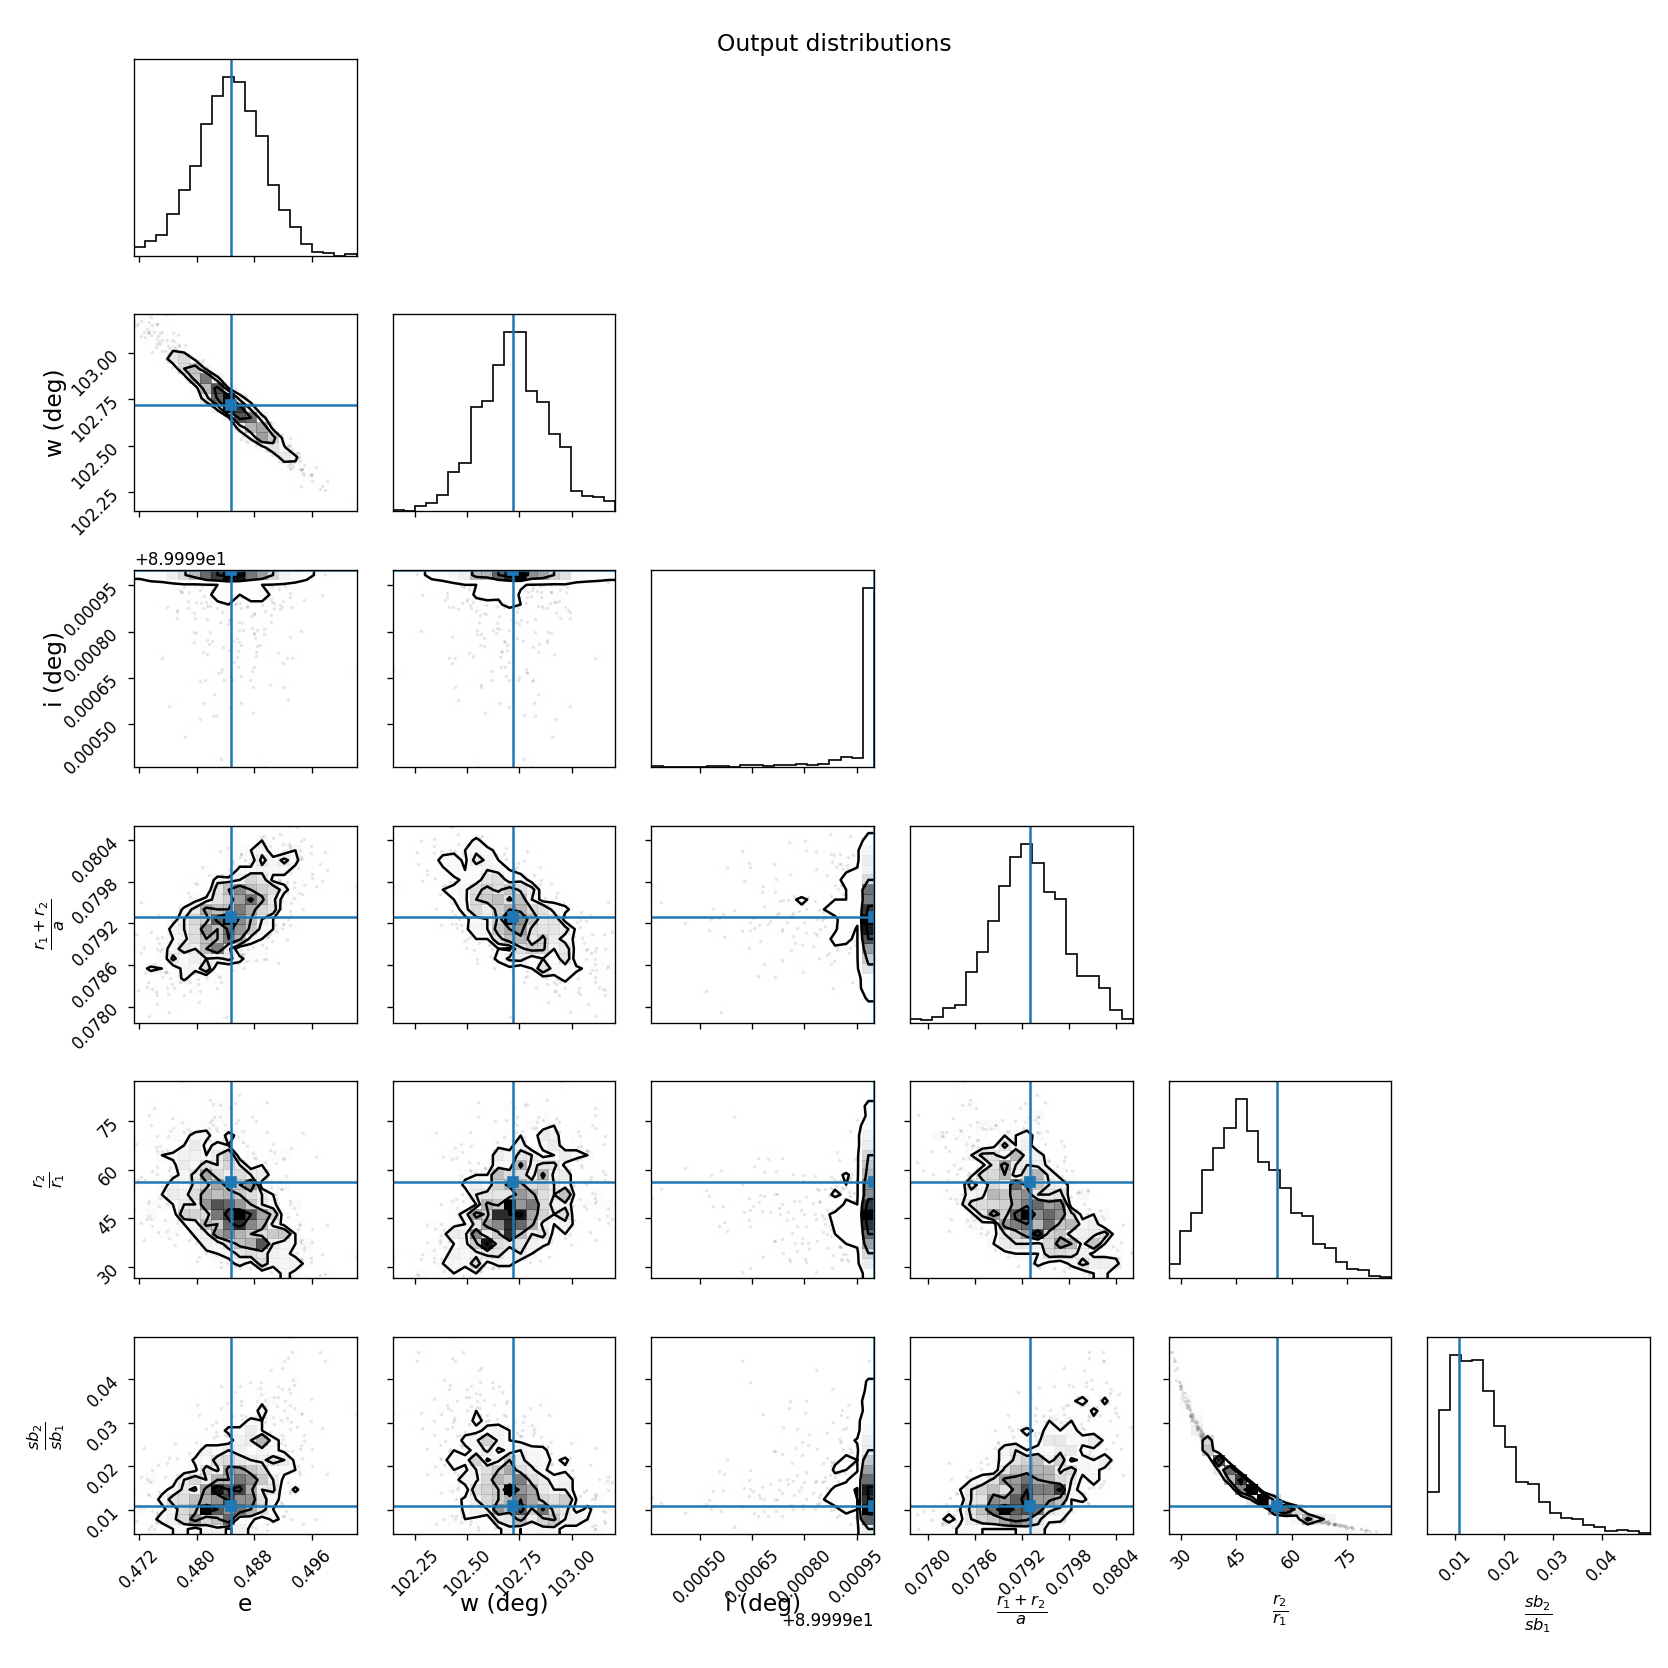 Output distributions
w (deg)
103.00
102.75
102.50
102.25
+8.9999e1
i (deg)
0.00095
0.00080
0.00065
0.00050
r₁ + r₂
a
0.0804
0.0798
0.0792
0.0786
0.0780
r₂
r₁
75
60
45
30
sb₂
sb₁
0.04
0.03
0.02
0.01
0.472 0.480 0.488 0.496
102.25 102.50 102.75 103.00
0.00050 0.00065 0.00080 0.00095
0.0780 0.0786 0.0792 0.0798 0.0804
30 45 60 75
0.01 0.02 0.03 0.04
e
w (deg)
i (deg)
+8.9999e1
r₁ + r₂
a
r₂
r₁
sb₂
sb₁